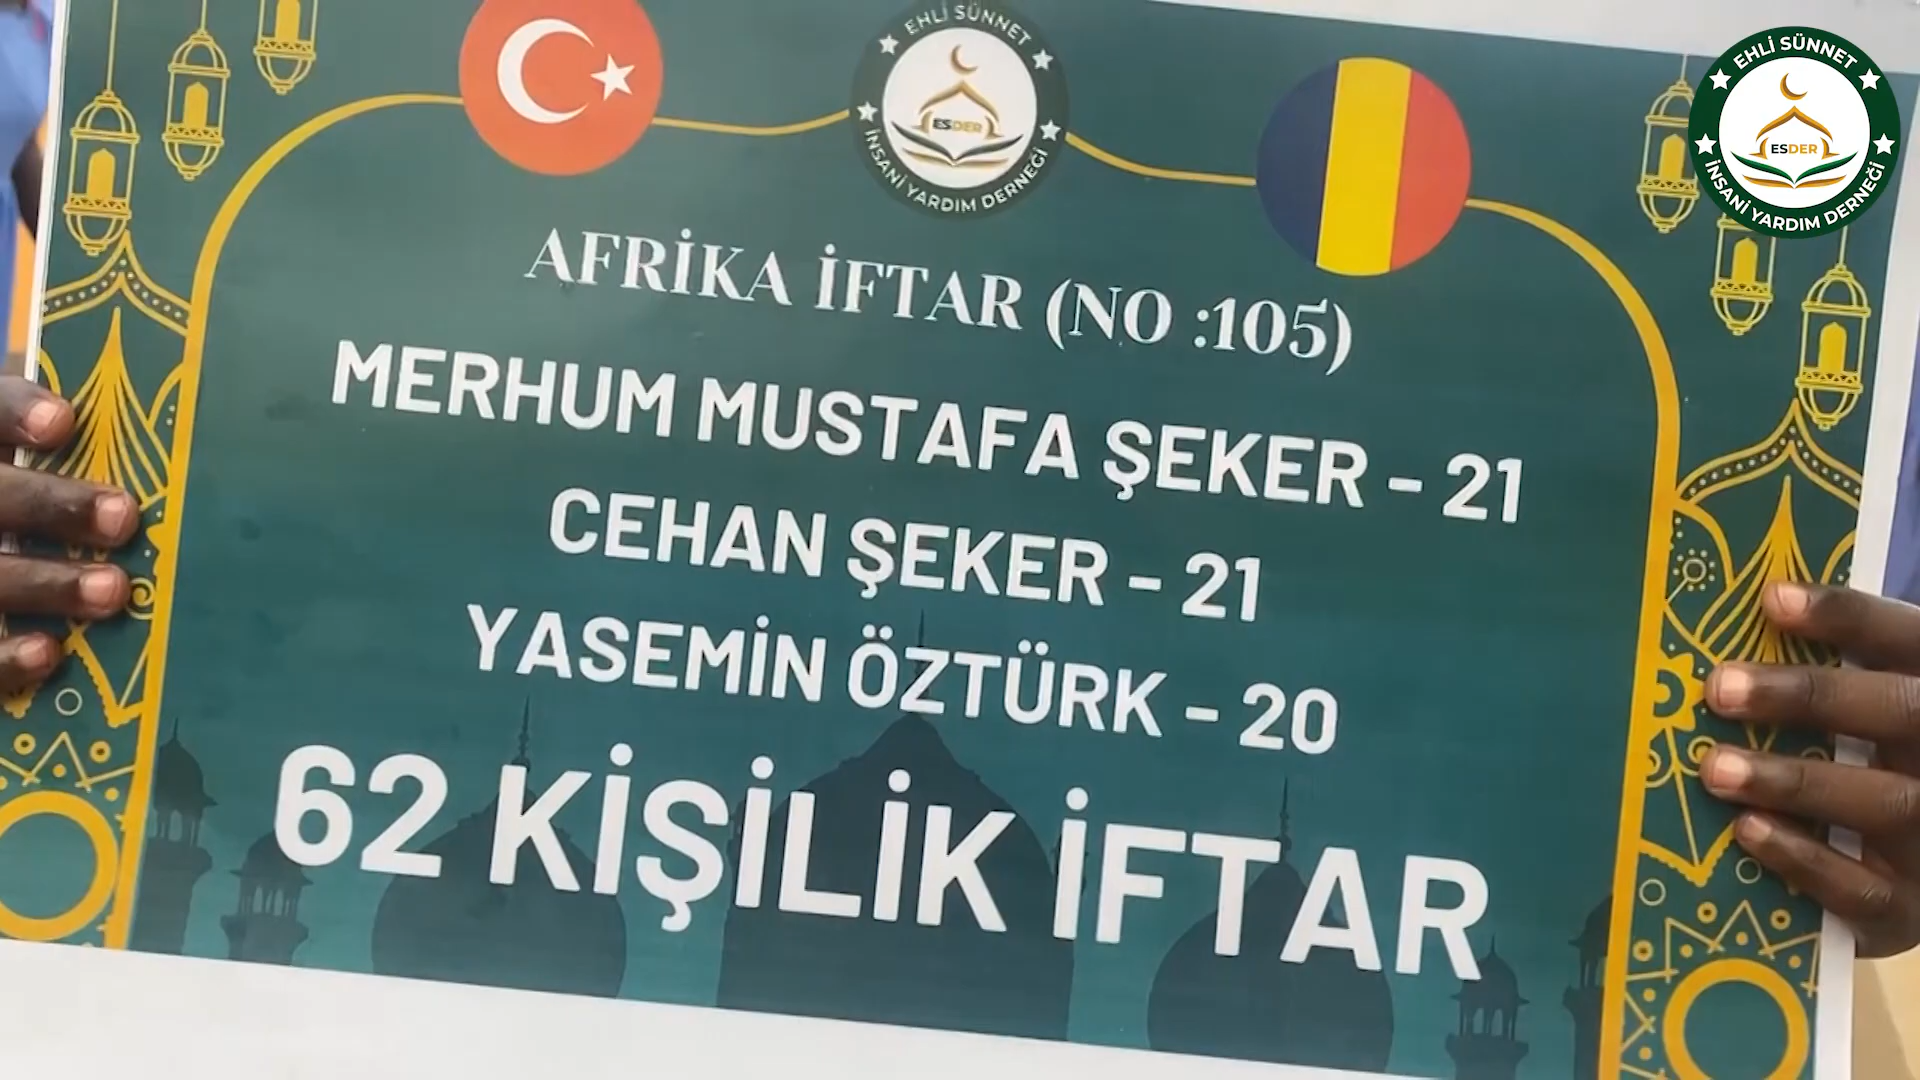 EHLİ SÜNNET
ESDER
İNSANİ YARDIM DERNEĞİ
EHLİ SÜNNET
ESDER
İNSANİ YARDIM DERNEĞİ
AFRİKA İFTAR (NO :105)
MERHUM MUSTAFA ŞEKER - 21
CEHAN ŞEKER - 21
YASEMİN ÖZTÜRK - 20
62 KİŞİLİK İFTAR